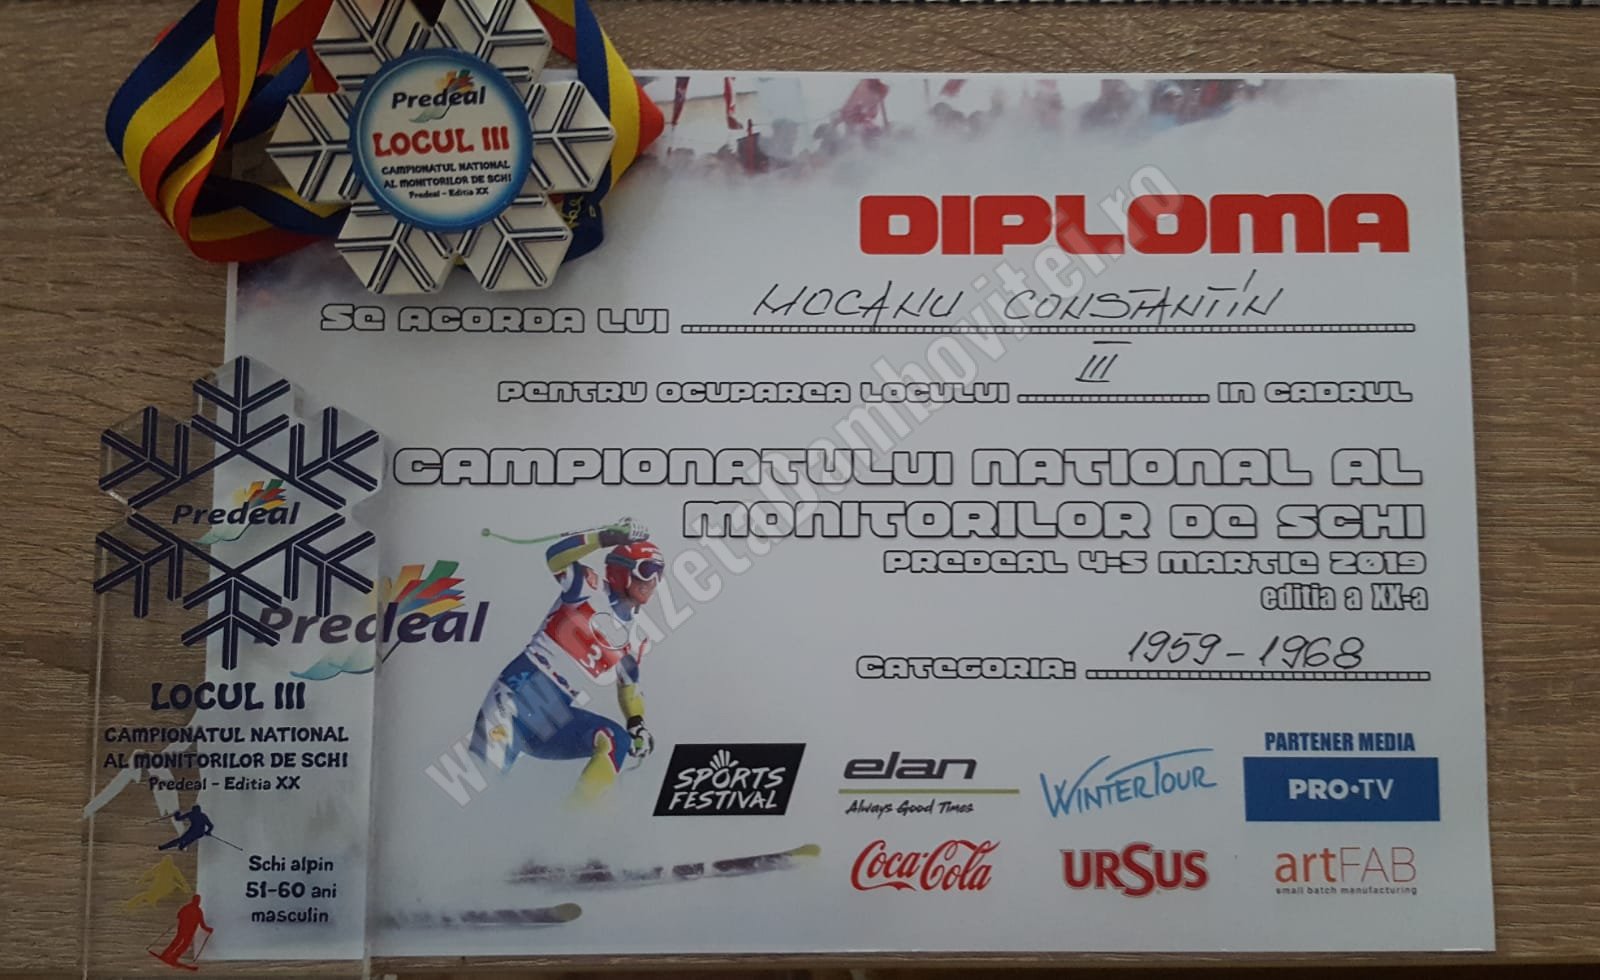 Predeal
LOCUL III
CAMPIONATUL NATIONAL
AL MONITORILOR DE SCHI
Predeal - Editia XX
DIPLOMA
SE ACORDA LUI MOCANU CONSTANTIN
PENTRU OCUPAREA LOCULUI III IN CADRUL
CAMPIONATULUI NATIONAL AL
MONITORILOR DE SCHI
PREDEAL 4-5 MARTIE 2019
editia a XX-a
CATEGORIA: 1959-1968
Predeal
Predeal
LOCUL III
CAMPIONATUL NATIONAL
AL MONITORILOR DE SCHI
Predeal - Editia XX
Schi alpin
51-60 ani
masculin
3
SPORTS
FESTIVAL
elan
Always Good Times
WINTERTOUR
PARTENER MEDIA
PRO•TV
Coca-Cola
URSUS
artFAB
small batch manufacturing
www.GazetaDambovitei.ro